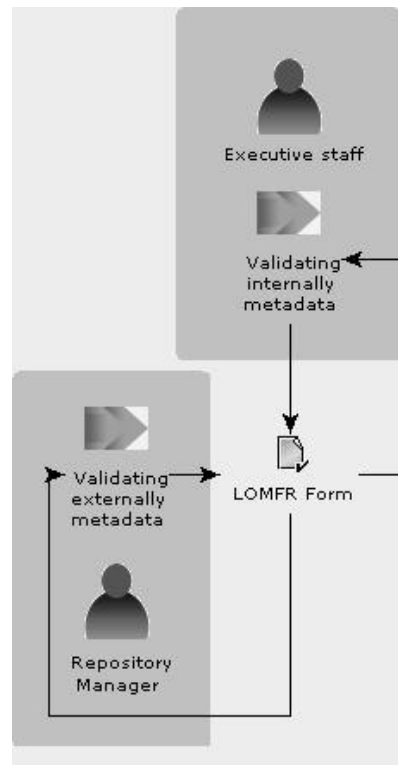 Executive staff
Validating
internally
metadata
Validating
externally
metadata
LOMFR Form
Repository
Manager